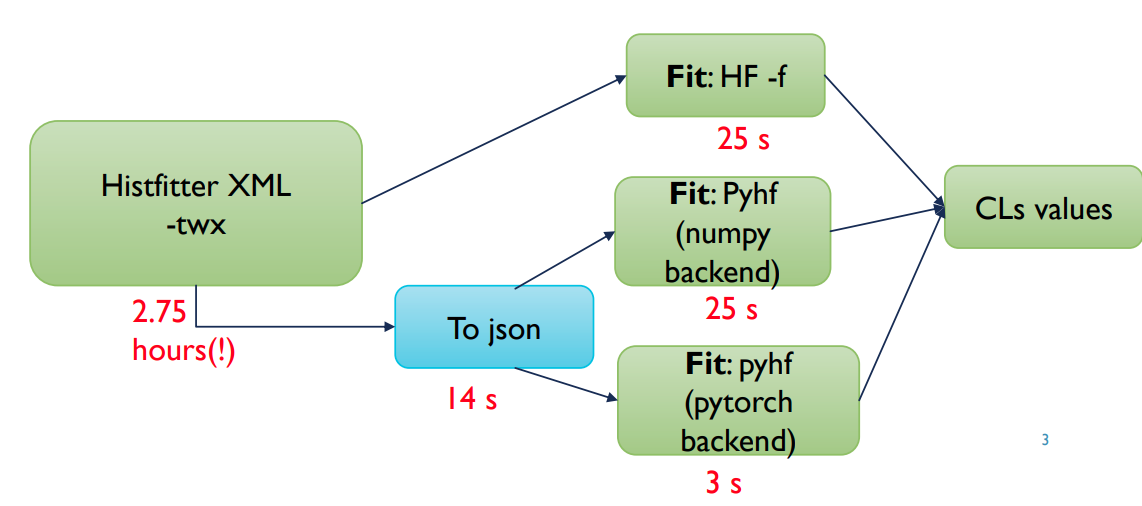 Fit: HF -f
25 s
Histfitter XML
-twx
2.75
hours(!)
Fit: Pyhf
(numpy
backend)
25 s
To json
14 s
Fit: pyhf
(pytorch
backend)
3 s
CLs values
3